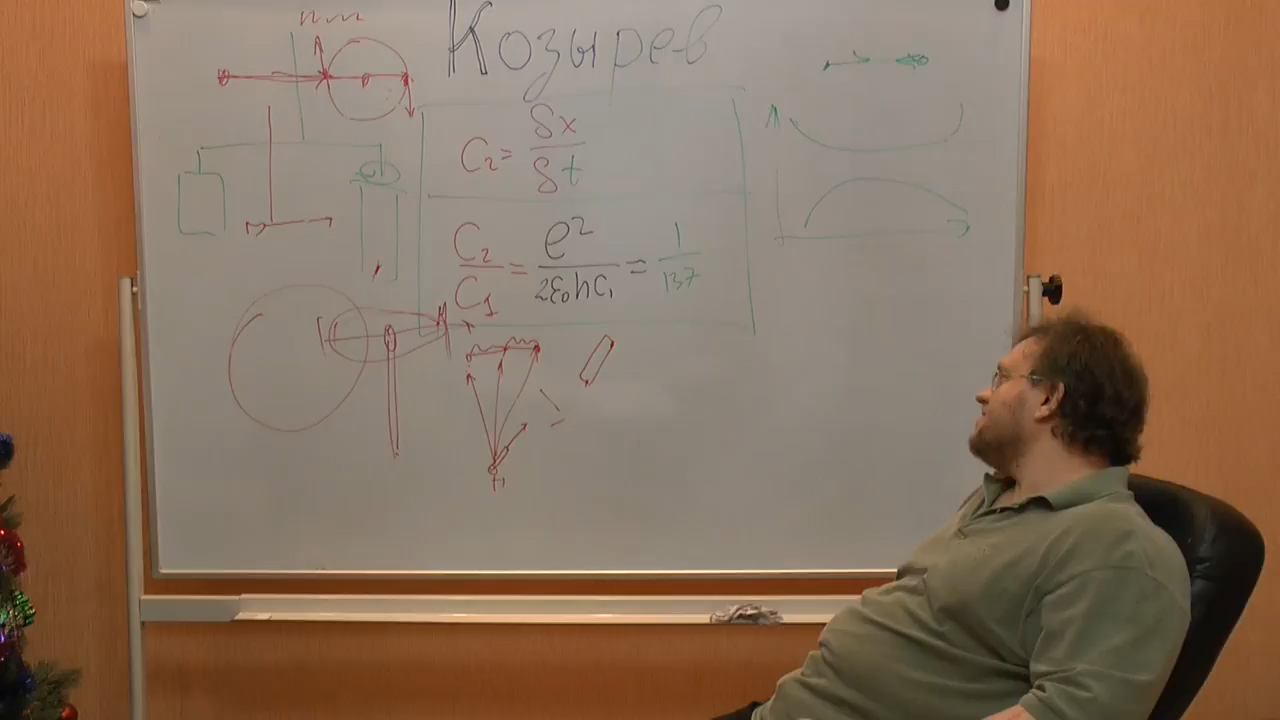 Козырев
C₂ = δx / δt
C₂ / C₁ = e² / 2ε₀hC₁ = 1 / 137